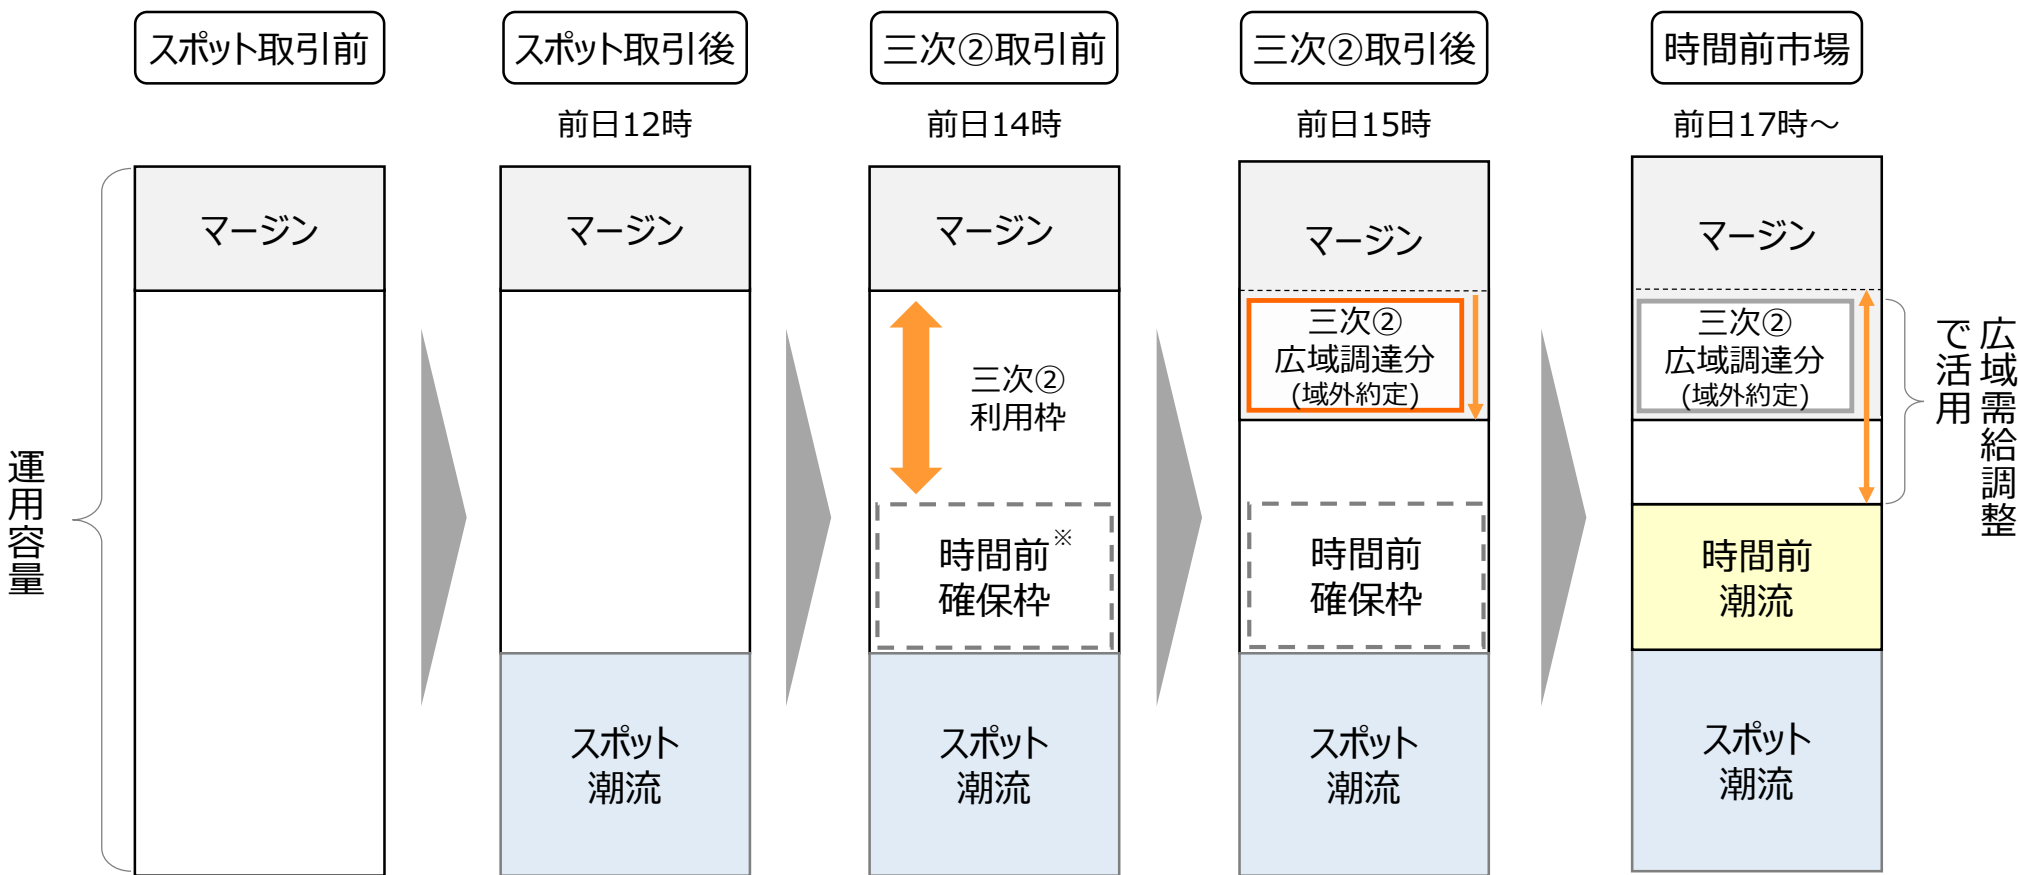 スポット取引前
スポット取引後
三次②取引前
三次②取引後
時間前市場
前日12時
前日14時
前日15時
前日17時～
運用容量
マージン
マージン
スポット
潮流
マージン
三次②
利用枠
時間前※
確保枠
スポット
潮流
マージン
三次②
広域調達分
(域外約定)
時間前
確保枠
スポット
潮流
マージン
三次②
広域調達分
(域外約定)
時間前
潮流
スポット
潮流
広域需給調整
で活用